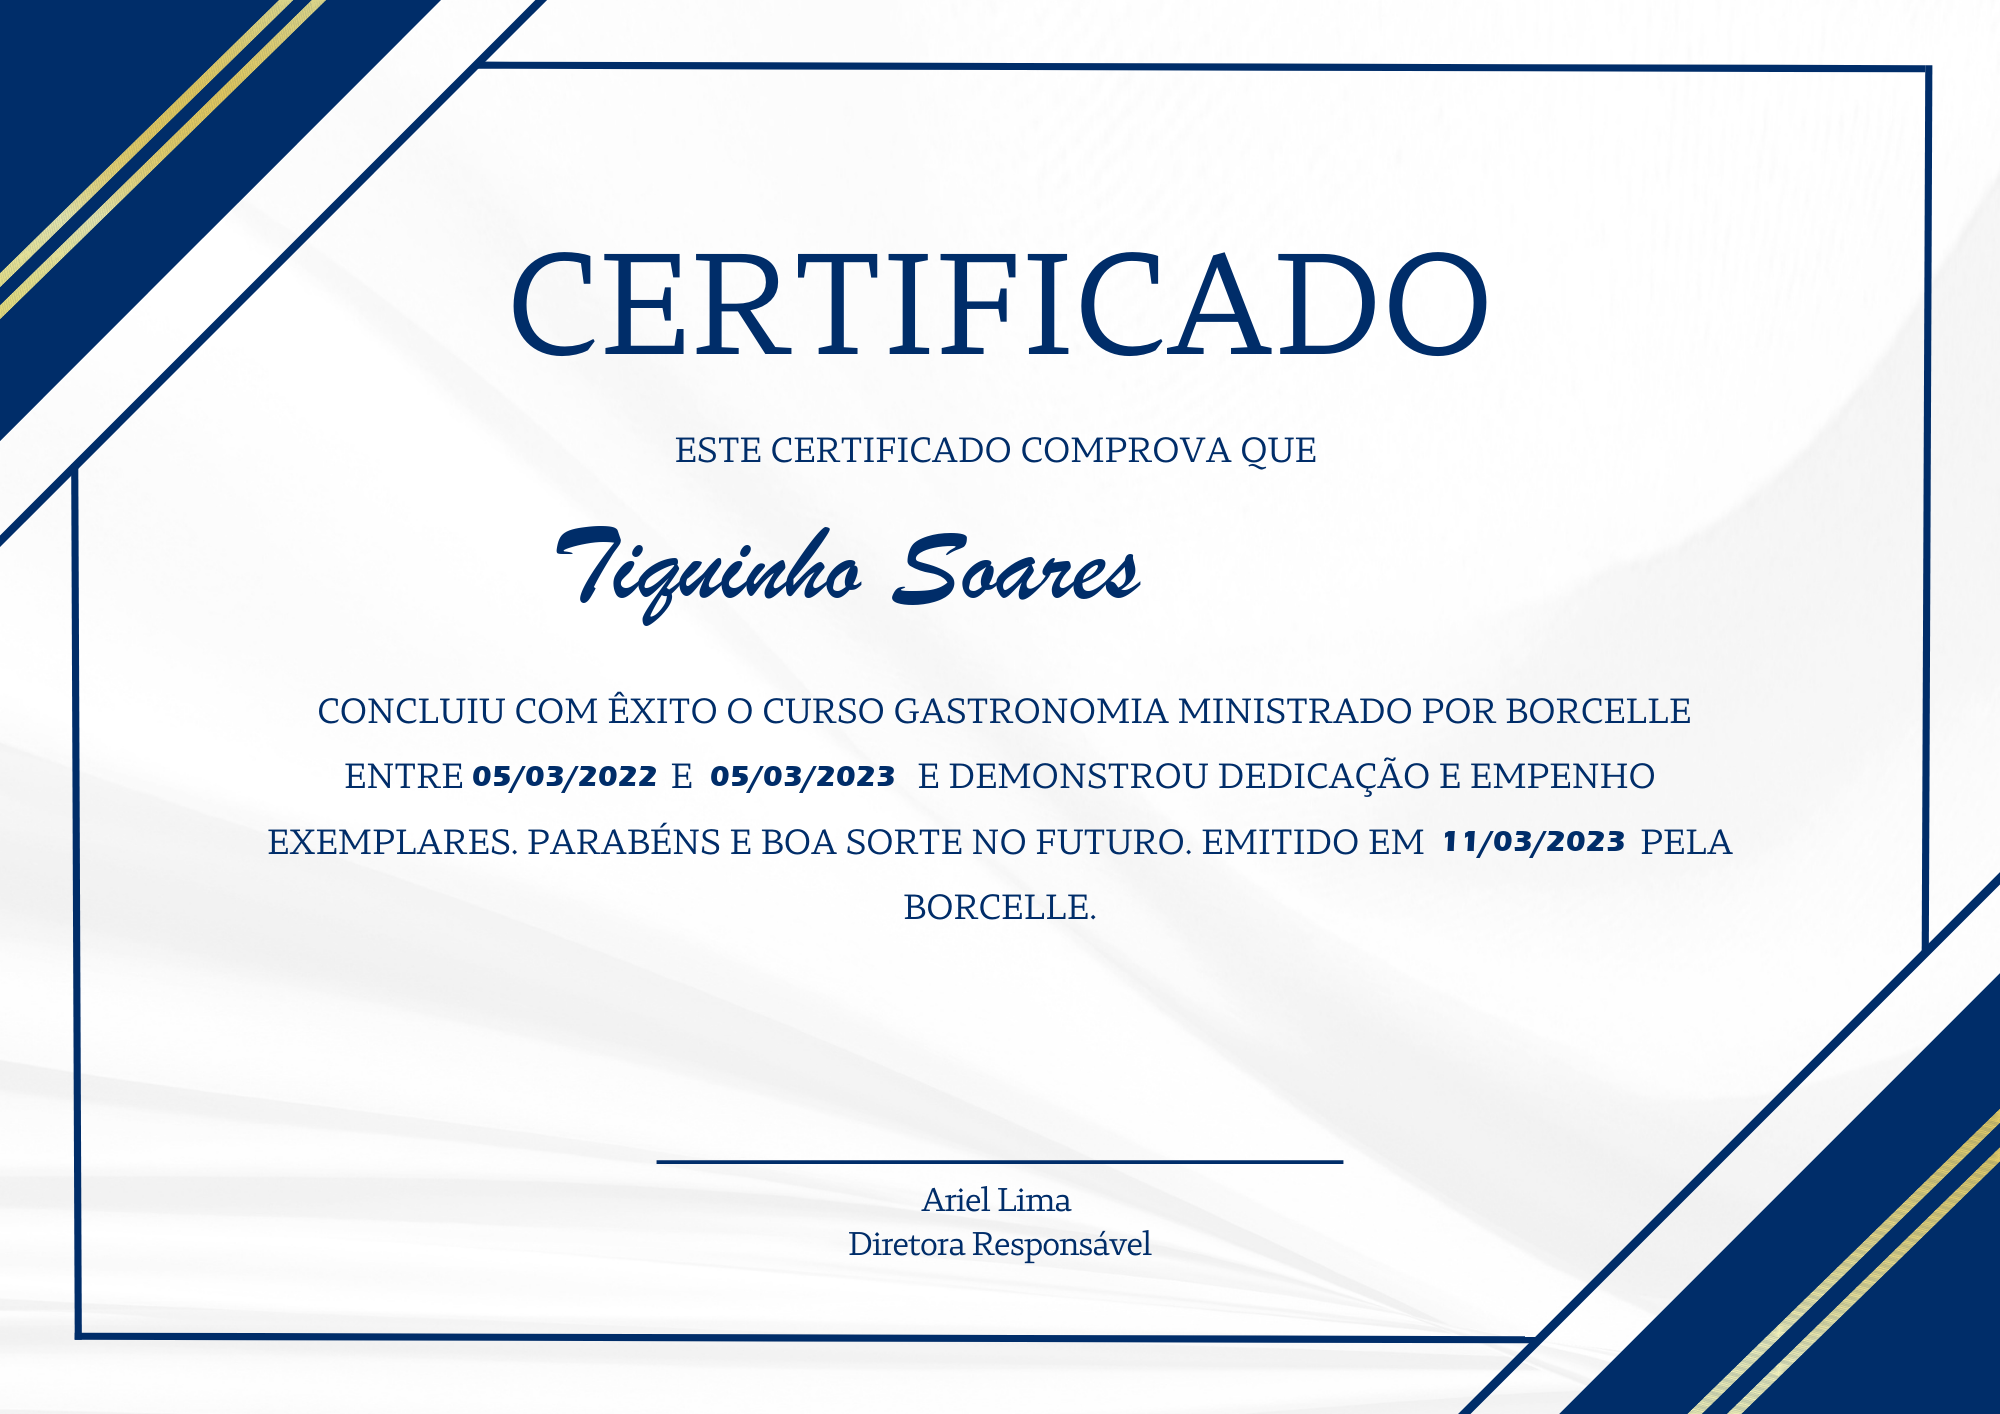 CERTIFICADO
ESTE CERTIFICADO COMPROVA QUE
Tiquinho Soares
CONCLUIU COM ÊXITO O CURSO GASTRONOMIA MINISTRADO POR BORCELLE
ENTRE 05/03/2022 E 05/03/2023 E DEMONSTROU DEDICAÇÃO E EMPENHO
EXEMPLARES. PARABÉNS E BOA SORTE NO FUTURO. EMITIDO EM 11/03/2023 PELA
BORCELLE.
Ariel Lima
Diretora Responsável